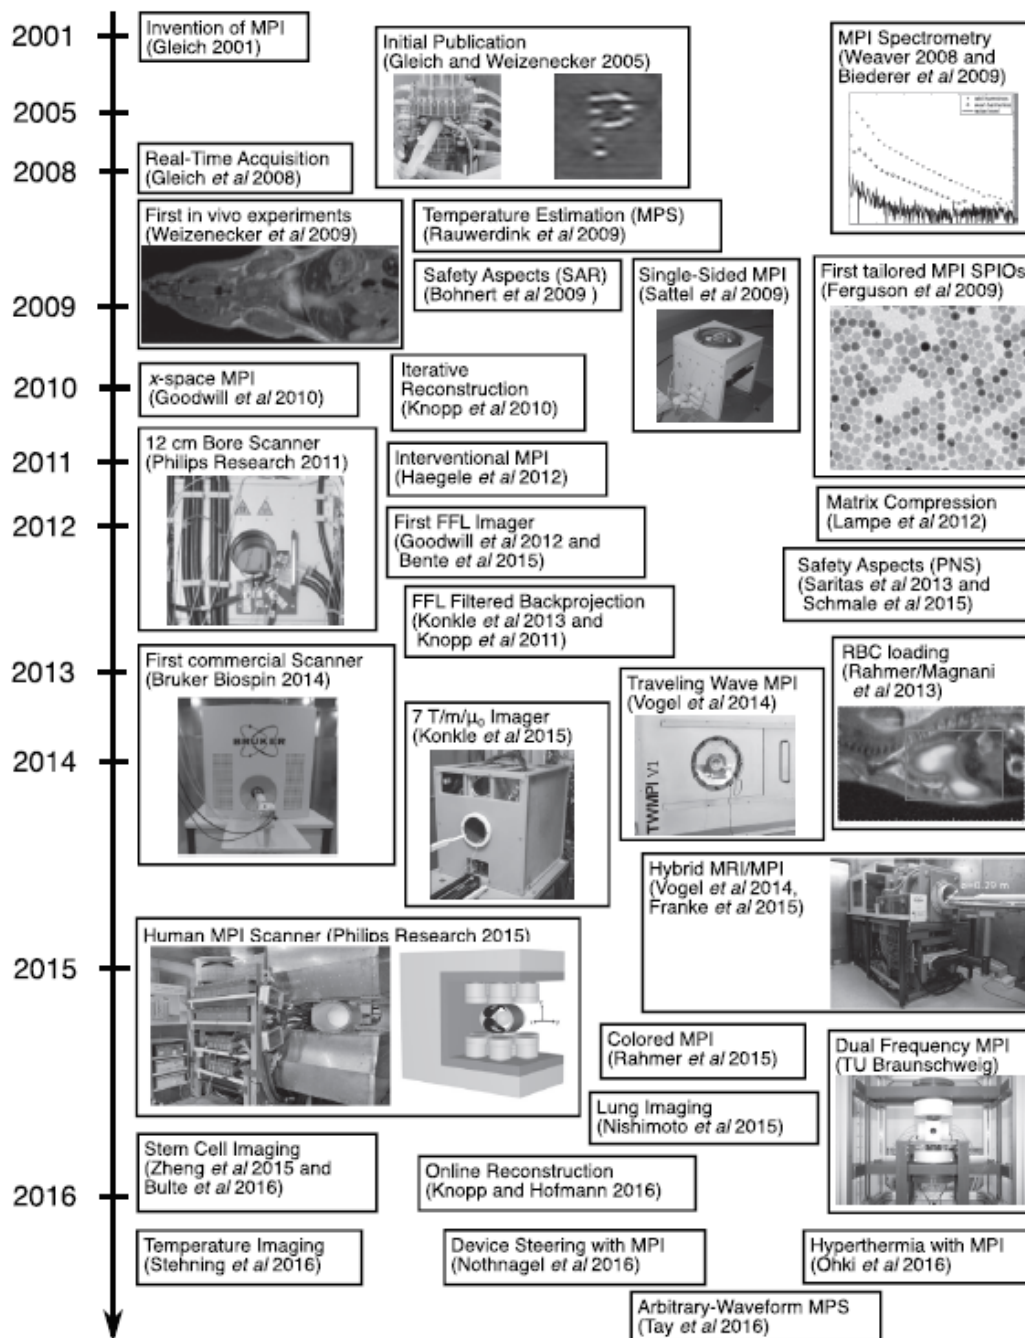 2001
2005
2008
2009
2010
2011
2012
2013
2014
2015
2016
Invention of MPI
(Gleich 2001)
Initial Publication
(Gleich and Weizenecker 2005)
MPI Spectrometry
(Weaver 2008 and
Biederer et al 2009)
Real-Time Acquisition
(Gleich et al 2008)
First in vivo experiments
(Weizenecker et al 2009)
Temperature Estimation (MPS)
(Rauwerdink et al 2009)
Safety Aspects (SAR)
(Bohnert et al 2009 )
Single-Sided MPI
(Sattel et al 2009)
First tailored MPI SPIOs
(Ferguson et al 2009)
x-space MPI
(Goodwill et al 2010)
Iterative
Reconstruction
(Knopp et al 2010)
12 cm Bore Scanner
(Philips Research 2011)
Interventional MPI
(Haegele et al 2012)
Matrix Compression
(Lampe et al 2012)
First FFL Imager
(Goodwill et al 2012 and
Bente et al 2015)
Safety Aspects (PNS)
(Saritas et al 2013 and
Schmale et al 2015)
FFL Filtered Backprojection
(Konkle et al 2013 and
Knopp et al 2011)
First commercial Scanner
(Bruker Biospin 2014)
BRUKER
7 T/m/μ0 Imager
(Konkle et al 2015)
Traveling Wave MPI
(Vogel et al 2014)
TWMPI V1
RBC loading
(Rahmer/Magnani
et al 2013)
Hybrid MRI/MPI
(Vogel et al 2014,
Franke et al 2015)
=0.29 m
Human MPI Scanner (Philips Research 2015)
Colored MPI
(Rahmer et al 2015)
Dual Frequency MPI
(TU Braunschweig)
Lung Imaging
(Nishimoto et al 2015)
Stem Cell Imaging
(Zheng et al 2015 and
Bulte et al 2016)
Online Reconstruction
(Knopp and Hofmann 2016)
Temperature Imaging
(Stehning et al 2016)
Device Steering with MPI
(Nothnagel et al 2016)
Hyperthermia with MPI
(Ohki et al 2016)
Arbitrary-Waveform MPS
(Tay et al 2016)